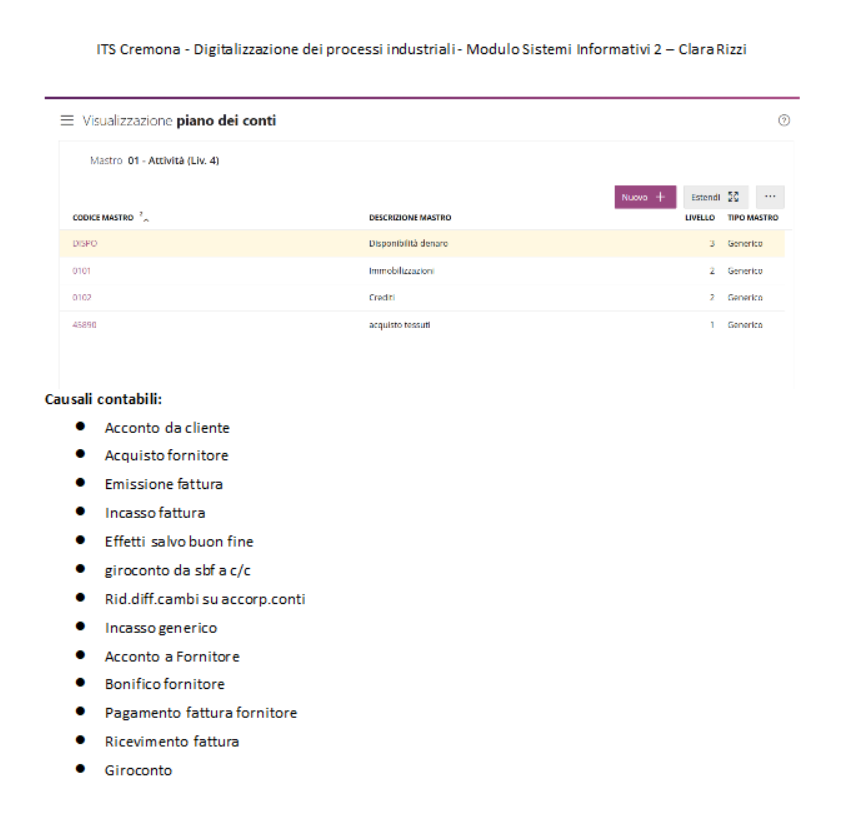 ITS Cremona - Digitalizzazione dei processi industriali - Modulo Sistemi Informativi 2 – Clara Rizzi
Visualizzazione piano dei conti
Mastro 01 - Attività (Liv. 4)
Nuovo + Estendi ...
CODICE MASTRO DESCRIZIONE MASTRO LIVELLO TIPO MASTRO
DISPO Disponibilità denaro 3 Generico
0101 Immobilizzazioni 2 Generico
0102 Crediti 2 Generico
45890 acquisto tessuti 1 Generico
Causali contabili:
● Acconto da cliente
● Acquisto fornitore
● Emissione fattura
● Incasso fattura
● Effetti salvo buon fine
● giroconto da sbf a c/c
● Rid.diff.cambi su accorp.conti
● Incasso generico
● Acconto a Fornitore
● Bonifico fornitore
● Pagamento fattura fornitore
● Ricevimento fattura
● Giroconto